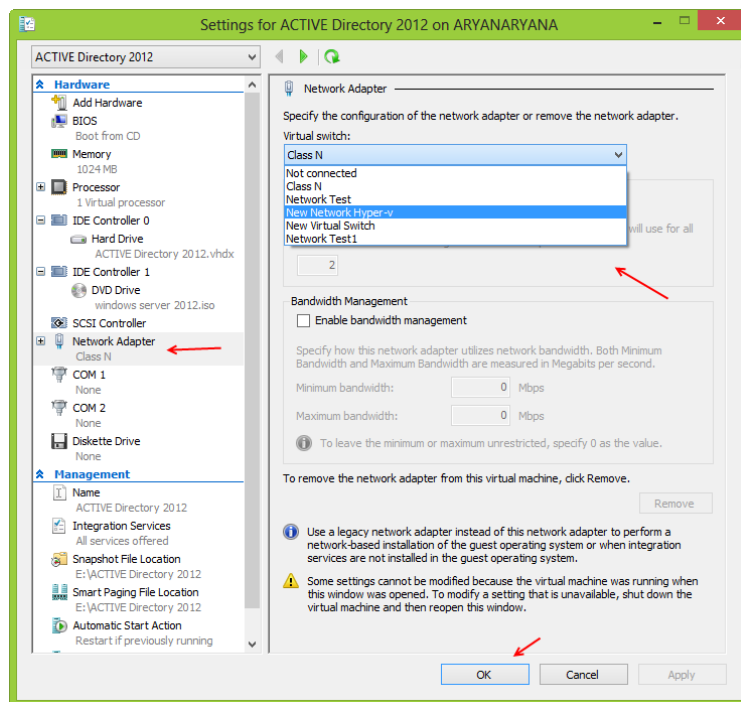 Settings for ACTIVE Directory 2012 on ARYANARYANA
ACTIVE Directory 2012
Hardware
Add Hardware
BIOS
Boot from CD
Memory
1024 MB
Processor
1 Virtual processor
IDE Controller 0
Hard Drive
ACTIVE Directory 2012.vhdx
IDE Controller 1
DVD Drive
windows server 2012.iso
SCSI Controller
Network Adapter
Class N
COM 1
None
COM 2
None
Diskette Drive
None
Management
Name
ACTIVE Directory 2012
Integration Services
All services offered
Snapshot File Location
E:\ACTIVE Directory 2012
Smart Paging File Location
E:\ACTIVE Directory 2012
Automatic Start Action
Restart if previously running
Network Adapter
Specify the configuration of the network adapter or remove the network adapter.
Virtual switch:
Class N
Not connected
Class N
Network Test
New Network Hyper-v
New Virtual Switch
Network Test1
will use for all
2
Bandwidth Management
Enable bandwidth management
Specify how this network adapter utilizes network bandwidth. Both Minimum
Bandwidth and Maximum Bandwidth are measured in Megabits per second.
Minimum bandwidth: 0 Mbps
Maximum bandwidth: 0 Mbps
To leave the minimum or maximum unrestricted, specify 0 as the value.
To remove the network adapter from this virtual machine, click Remove.
Remove
Use a legacy network adapter instead of this network adapter to perform a
network-based installation of the guest operating system or when integration
services are not installed in the guest operating system.
Some settings cannot be modified because the virtual machine was running when
this window was opened. To modify a setting that is unavailable, shut down the
virtual machine and then reopen this window.
OK Cancel Apply